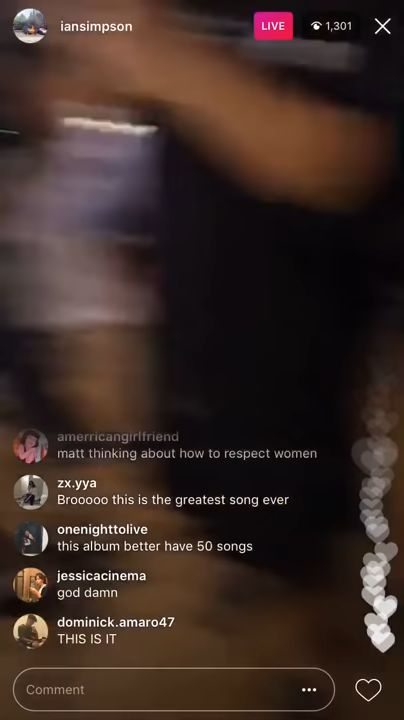 iansimpson
LIVE
1,301
amerricangirlfriend
matt thinking about how to respect women
zx.yya
Brooooo this is the greatest song ever
onenighttolive
this album better have 50 songs
jessicacinema
god damn
dominick.amaro47
THIS IS IT
Comment